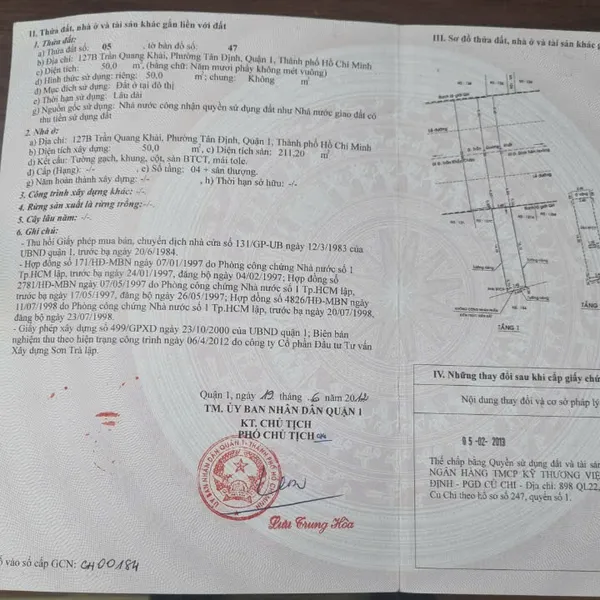 II. Thửa đất, nhà ở và tài sản khác gắn liền với đất
1. Thửa đất:
a) Thửa đất số: 05 , tờ bản đồ số: 47
b) Địa chỉ: 127B Trần Quang Khải, Phường Tân Định, Quận 1, Thành phố Hồ Chí Minh
c) Diện tích: 50,0 m², (bằng chữ: Năm mươi phẩy không mét vuông)
d) Hình thức sử dụng: riêng: 50,0 m²; chung: Không m²
đ) Mục đích sử dụng: Đất ở tại đô thị
e) Thời hạn sử dụng: Lâu dài
g) Nguồn gốc sử dụng: Nhà nước công nhận quyền sử dụng đất như Nhà nước giao đất có
thu tiền sử dụng đất
2. Nhà ở:
a) Địa chỉ: 127B Trần Quang Khải, Phường Tân Định, Quận 1, Thành phố Hồ Chí Minh
b) Diện tích xây dựng: 50,0 m², c) Diện tích sàn: 211,20 m²
d) Kết cấu: Tường gạch, khung, cột, sàn BTCT, mái tole.
đ) Cấp (Hạng): -/- , e) Số tầng: 04 + sân thượng.
g) Năm hoàn thành xây dựng: -/- , h) Thời hạn sở hữu: -/-
3. Công trình xây dựng khác: -/-
4. Rừng sản xuất là rừng trồng:-/-
5. Cây lâu năm: -/-
6. Ghi chú:
- Thu hồi Giấy phép mua bán, chuyển dịch nhà cửa số 131/GP-UB ngày 12/3/1983 của
UBND quận 1, trước bạ ngày 20/6/1984.
- Hợp đồng số 171/HĐ-MBN ngày 07/01/1997 do Phòng công chứng Nhà nước số 1
Tp.HCM lập, trước bạ ngày 24/01/1997, đăng bộ ngày 04/02/1997; Hợp đồng số
2781/HĐ-MBN ngày 07/05/1997 do Phòng công chứng Nhà nước số 1 Tp.HCM lập,
trước bạ ngày 17/05/1997, đăng bộ ngày 26/05/1997; Hợp đồng số 4826/HĐ-MBN ngày
11/07/1998 do Phòng công chứng Nhà nước số 1 Tp.HCM lập, trước bạ ngày 20/07/1998,
đăng bộ ngày 23/07/1998.
- Giấy phép xây dựng số 499/GPXD ngày 23/10/2000 của UBND quận 1; Biên bản
nghiệm thu theo hiện trạng công trình ngày 06/4/2012 do công ty Cổ phần Đầu tư Tư vấn
Xây dựng Sơn Trà lập.
Quận 1, ngày 19 tháng 6 năm 2012
TM. ỦY BAN NHÂN DÂN QUẬN 1
KT. CHỦ TỊCH
PHÓ CHỦ TỊCH
Lưu Trung Hòa
ố vào sổ cấp GCN: CH00184
III. Sơ đồ thửa đất, nhà ở và tài sản khác g
TẦNG 1
IV. Những thay đổi sau khi cấp giấy chứ
Nội dung thay đổi và cơ sở pháp lý
05-02-2013
Thế chấp bằng Quyền sử dụng đất và tài sản
NGÂN HÀNG TMCP KỸ THƯƠNG VIỆ
ĐỊNH - PGD CỦ CHI - Địa chỉ: 898 QL22,
Củ Chi theo hồ sơ số 247, quyển số 1.